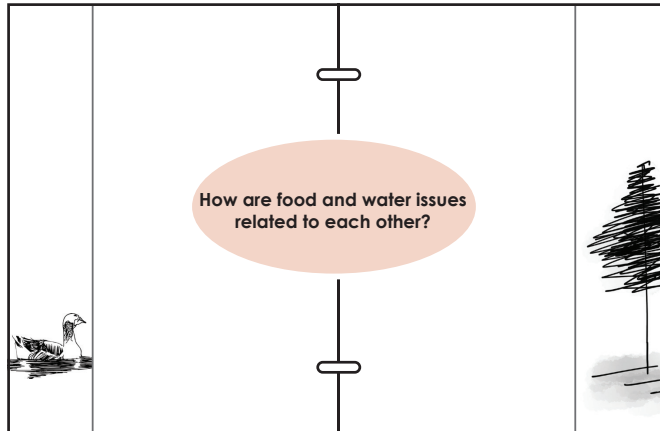 How are food and water issues
related to each other?